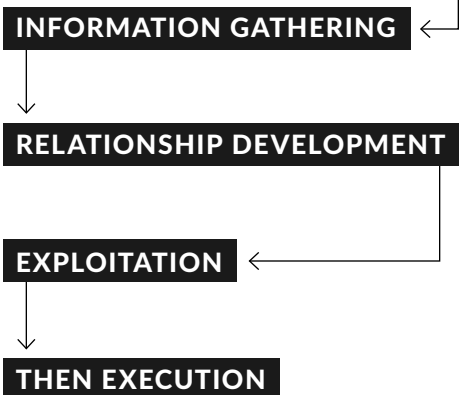 INFORMATION GATHERING
RELATIONSHIP DEVELOPMENT
EXPLOITATION
THEN EXECUTION